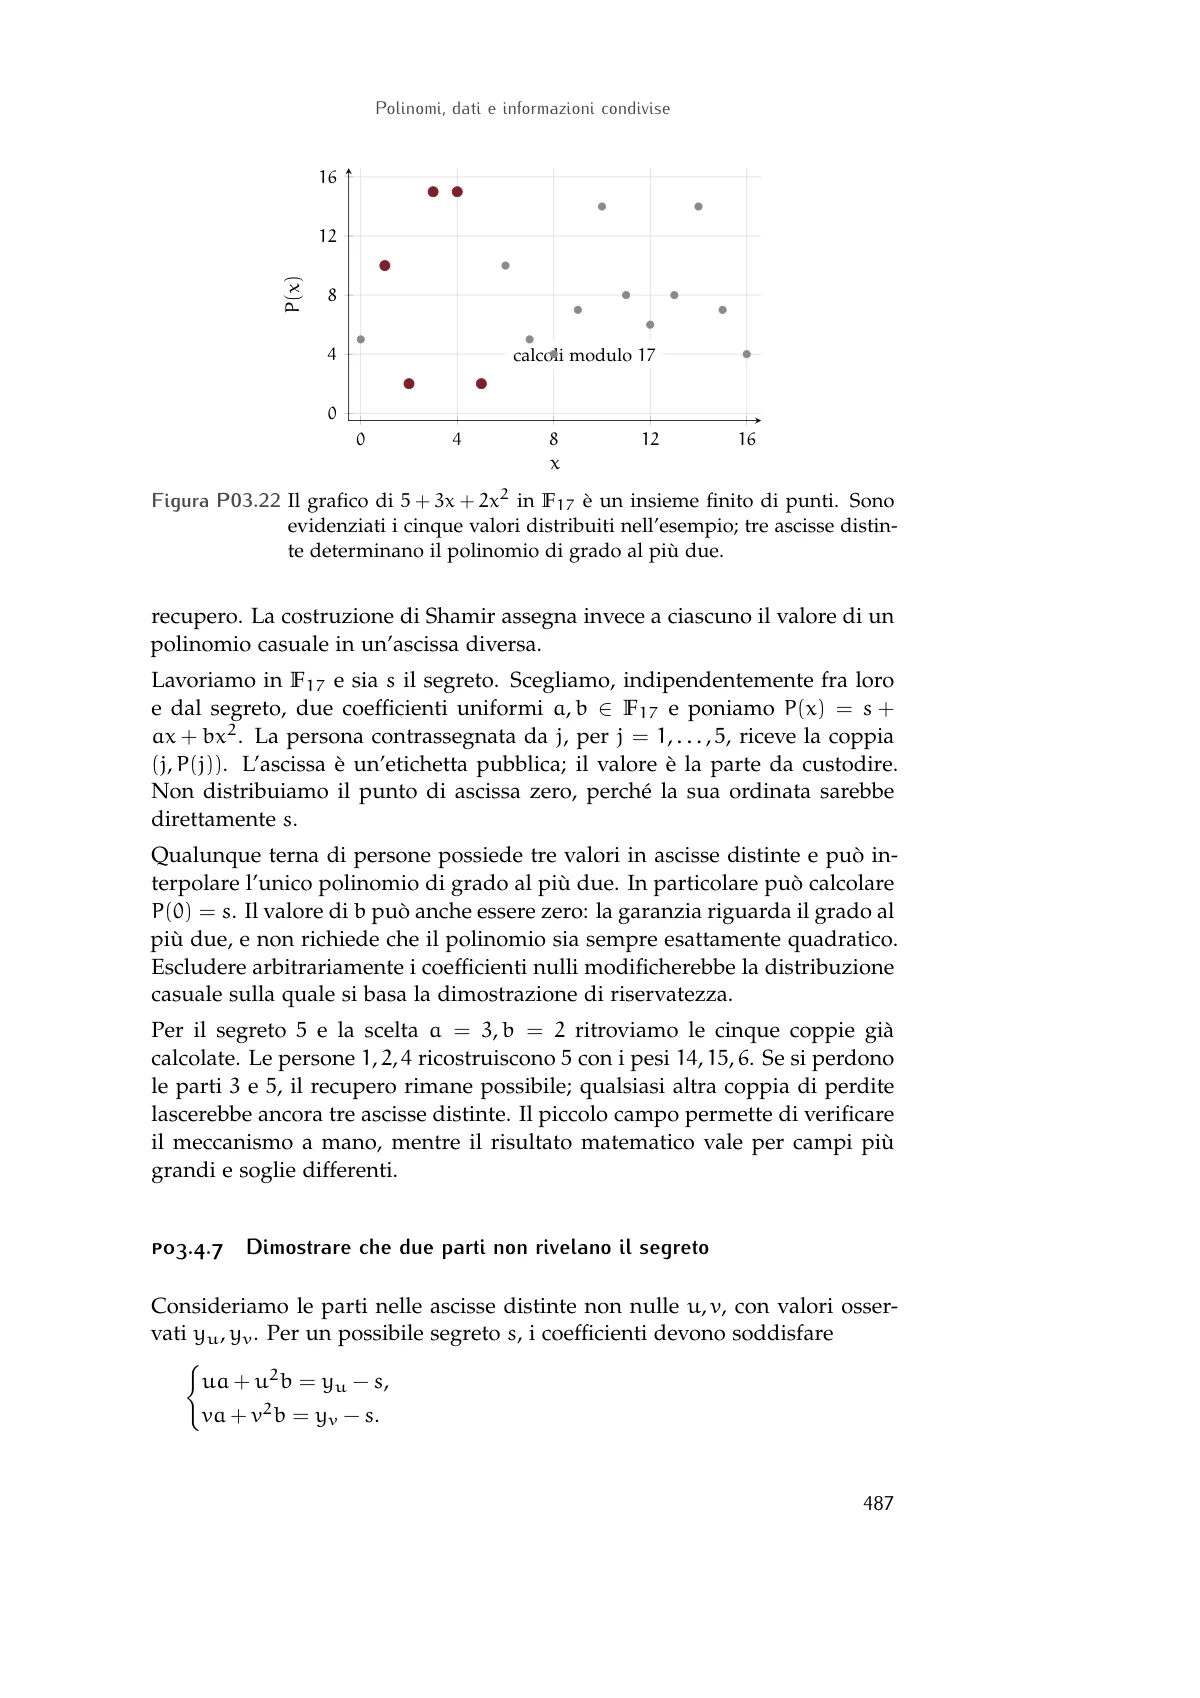 Polinomi, dati e informazioni condivise
16
12
8
4
0
P(x)
calcoli modulo 17
0 4 8 12 16
x
Figura P03.22 Il grafico di 5 + 3x + 2x² in 𝔽₁₇ è un insieme finito di punti. Sono
evidenziati i cinque valori distribuiti nell’esempio; tre ascisse distin-
te determinano il polinomio di grado al più due.
recupero. La costruzione di Shamir assegna invece a ciascuno il valore di un
polinomio casuale in un’ascissa diversa.
Lavoriamo in 𝔽₁₇ e sia s il segreto. Scegliamo, indipendentemente fra loro
e dal segreto, due coefficienti uniformi a, b ∈ 𝔽₁₇ e poniamo P(x) = s +
ax + bx². La persona contrassegnata da j, per j = 1, . . . , 5, riceve la coppia
(j, P(j)). L’ascissa è un’etichetta pubblica; il valore è la parte da custodire.
Non distribuiamo il punto di ascissa zero, perché la sua ordinata sarebbe
direttamente s.
Qualunque terna di persone possiede tre valori in ascisse distinte e può in-
terpolare l’unico polinomio di grado al più due. In particolare può calcolare
P(0) = s. Il valore di b può anche essere zero: la garanzia riguarda il grado al
più due, e non richiede che il polinomio sia sempre esattamente quadratico.
Escludere arbitrariamente i coefficienti nulli modificherebbe la distribuzione
casuale sulla quale si basa la dimostrazione di riservatezza.
Per il segreto 5 e la scelta a = 3, b = 2 ritroviamo le cinque coppie già
calcolate. Le persone 1, 2, 4 ricostruiscono 5 con i pesi 14, 15, 6. Se si perdono
le parti 3 e 5, il recupero rimane possibile; qualsiasi altra coppia di perdite
lascerebbe ancora tre ascisse distinte. Il piccolo campo permette di verificare
il meccanismo a mano, mentre il risultato matematico vale per campi più
grandi e soglie differenti.
P03.4.7 Dimostrare che due parti non rivelano il segreto
Consideriamo le parti nelle ascisse distinte non nulle u, v, con valori osser-
vati yᵤ, yᵥ. Per un possibile segreto s, i coefficienti devono soddisfare
ua + u²b = yᵤ − s,
va + v²b = yᵥ − s.
487